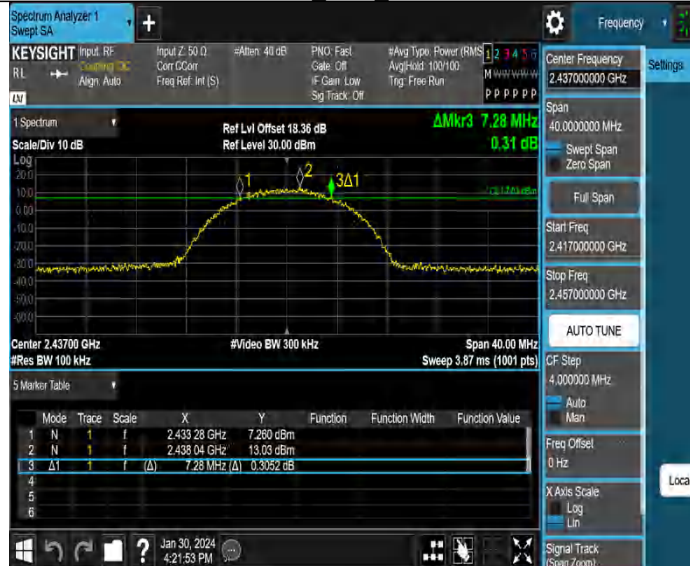 Spectrum Analyzer 1
Swept SA
Frequency
KEYSIGHT
Input: RF
Input Z: 50 Ω
#Atten: 40 dB
PNO: Fast
#Avg Type: Power (RMS
1 2 3 4 5 6
RL
Coupling: DC
Corr CCorr
Gate: Off
Avg|Hold: 100/100
M W W W W W
Align: Auto
Freq Ref: Int (S)
IF Gain: Low
Trig: Free Run
P P P P P P
Sig Track: Off
Center Frequency
2.437000000 GHz
Settings
1 Spectrum
Scale/Div 10 dB
Ref Lvl Offset 18.36 dB
Ref Level 30.00 dBm
ΔMkr3 7.28 MHz
0.31 dB
Log
20.0
10.0
0.00
-10.0
-20.0
-30.0
-40.0
-50.0
-60.0
1
2
3Δ1
Center 2.43700 GHz
#Video BW 300 kHz
Span 40.00 MHz
#Res BW 100 kHz
Sweep 3.87 ms (1001 pts)
Span
40.0000000 MHz
Swept Span
Zero Span
Full Span
Start Freq
2.417000000 GHz
Stop Freq
2.457000000 GHz
AUTO TUNE
CF Step
4.000000 MHz
Auto
Man
Freq Offset
0 Hz
X Axis Scale
Log
Lin
Signal Track
(Span Zoom)
Loca
5 Marker Table
Mode Trace Scale X Y Function Function Width Function Value
1 N 1 f 2.433 28 GHz 7.260 dBm
2 N 1 f 2.438 04 GHz 13.03 dBm
3 Δ1 1 f (Δ) 7.28 MHz (Δ) 0.3052 dB
4
5
6
?
Jan 30, 2024
4:21:53 PM